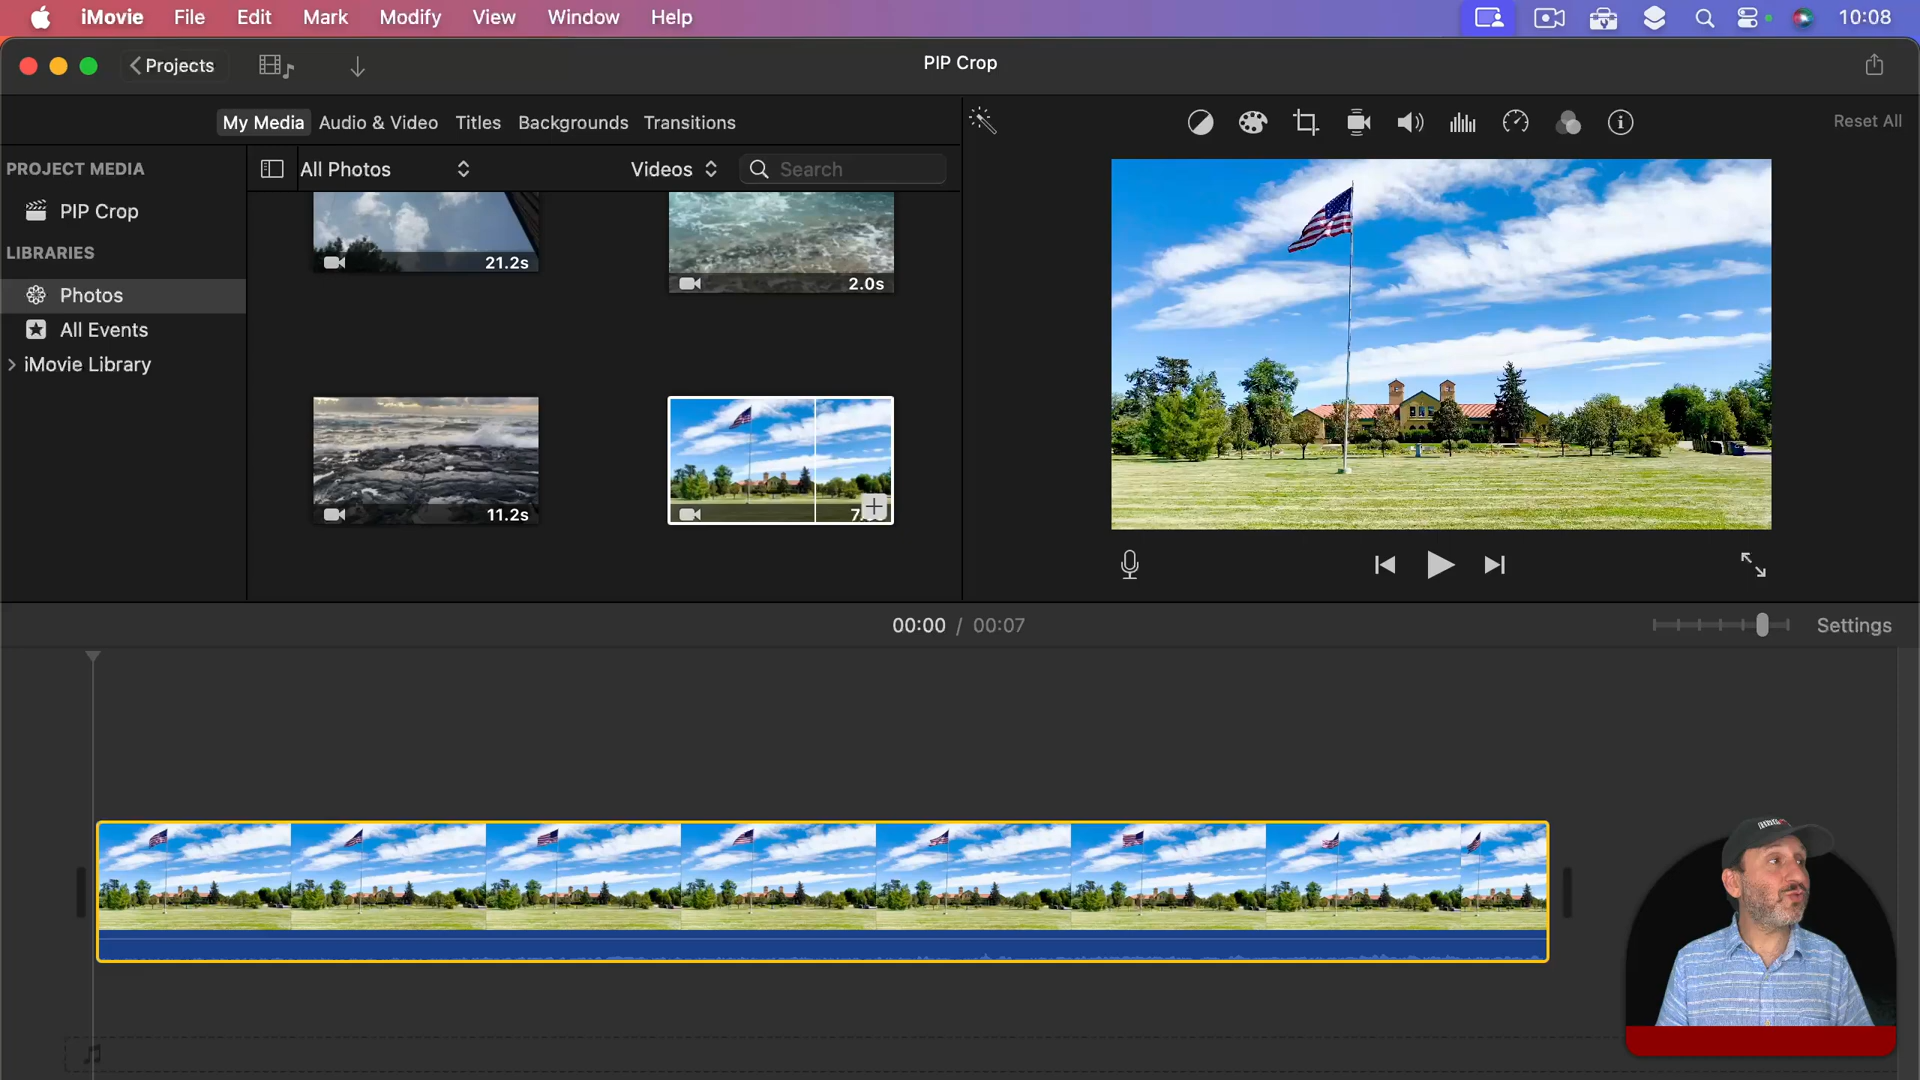 iMovie File Edit Mark Modify View Window Help 10:08
Projects PIP Crop
My Media Audio & Video Titles Backgrounds Transitions Reset All
PROJECT MEDIA All Photos Videos Search
PIP Crop
LIBRARIES
21.2s 2.0s
Photos
All Events
iMovie Library
11.2s
00:00 / 00:07 Settings